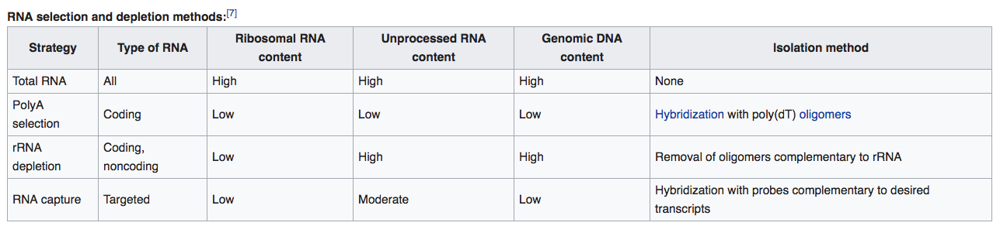 RNA selection and depletion methods:[7]
Strategy Type of RNA Ribosomal RNA content Unprocessed RNA content Genomic DNA content Isolation method
Total RNA All High High High None
PolyA selection Coding Low Low Low Hybridization with poly(dT) oligomers
rRNA depletion Coding, noncoding Low High High Removal of oligomers complementary to rRNA
RNA capture Targeted Low Moderate Low Hybridization with probes complementary to desired transcripts